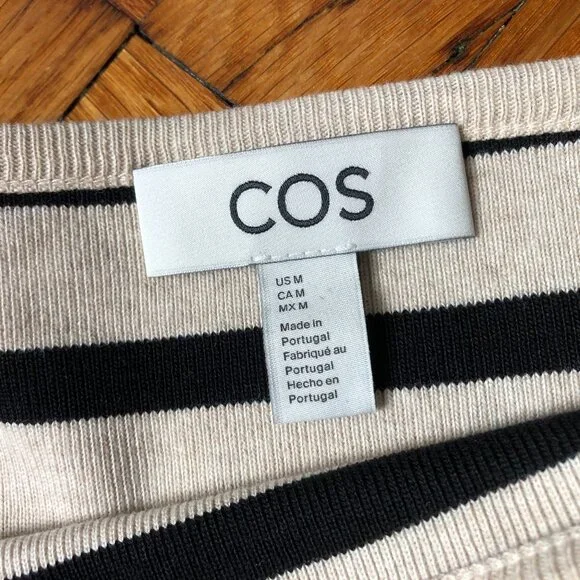 COS
US M
CA M
MX M
Made in
Portugal
Fabriqué au
Portugal
Hecho en
Portugal